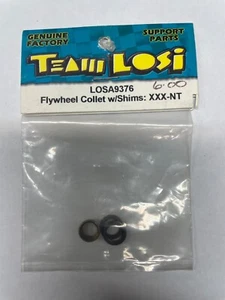 GENUINE FACTORY
SUPPORT PARTS
TEAM LOSI
LOSA9376
6.00
Flywheel Collet w/Shims: XXX-NT